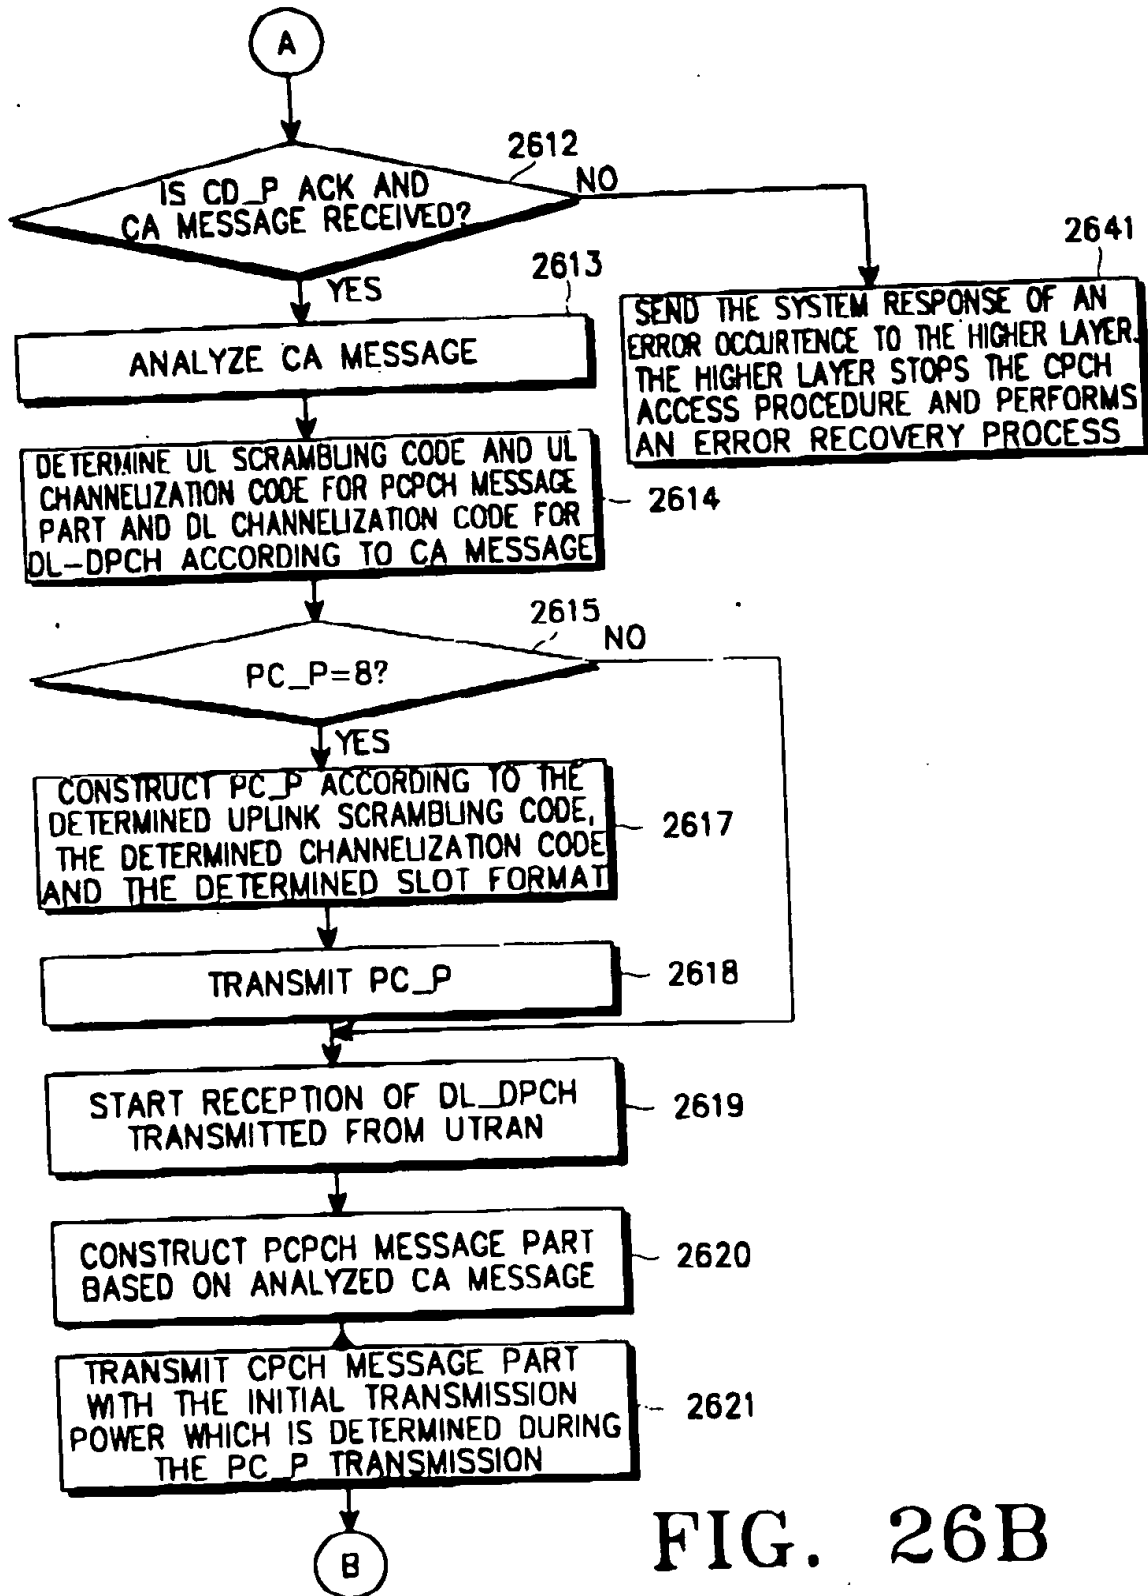 A
2612
IS CD_P ACK AND
CA MESSAGE RECEIVED?
NO
YES
2641
SEND THE SYSTEM RESPONSE OF AN
ERROR OCCURTENCE TO THE HIGHER LAYER.
THE HIGHER LAYER STOPS THE CPCH
ACCESS PROCEDURE AND PERFORMS
AN ERROR RECOVERY PROCESS
2613
ANALYZE CA MESSAGE
DETERMINE UL SCRAMBLING CODE AND UL
CHANNELIZATION CODE FOR PCPCH MESSAGE
PART AND DL CHANNELIZATION CODE FOR
DL-DPCH ACCORDING TO CA MESSAGE
2614
2615
PC_P=8?
NO
YES
CONSTRUCT PC_P ACCORDING TO THE
DETERMINED UPLINK SCRAMBLING CODE,
THE DETERMINED CHANNELIZATION CODE
AND THE DETERMINED SLOT FORMAT
2617
TRANSMIT PC_P
2618
START RECEPTION OF DL_DPCH
TRANSMITTED FROM UTRAN
2619
CONSTRUCT PCPCH MESSAGE PART
BASED ON ANALYZED CA MESSAGE
2620
TRANSMIT CPCH MESSAGE PART
WITH THE INITIAL TRANSMISSION
POWER WHICH IS DETERMINED DURING
THE PC_P TRANSMISSION
2621
B
FIG. 26B